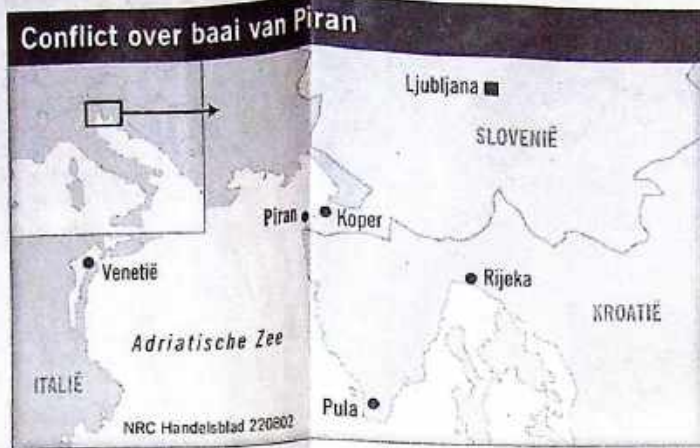 Conflict over baai van Piran
Ljubljana
SLOVENIË
Piran
Koper
Venetië
Rijeka
KROATIË
Adriatische Zee
ITALIË
Pula
NRC Handelsblad 220802